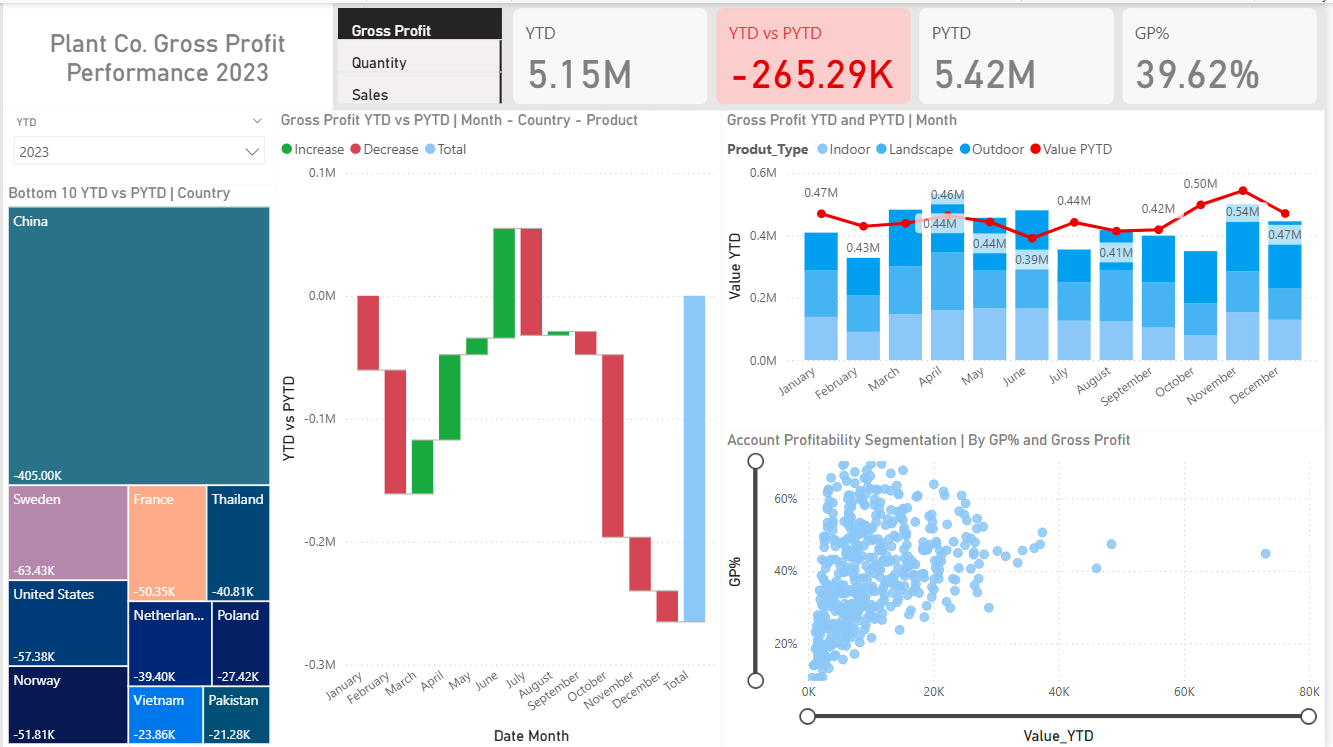 Plant Co. Gross Profit
Performance 2023
Gross Profit
Quantity
Sales
YTD
5.15M
YTD vs PYTD
-265.29K
PYTD
5.42M
GP%
39.62%
YTD
2023
Bottom 10 YTD vs PYTD | Country
China
-405.00K
Sweden
-63.43K
France
-50.35K
Thailand
-40.81K
United States
-57.38K
Netherlan...
-39.40K
Poland
-27.42K
Norway
-51.81K
Vietnam
-23.86K
Pakistan
-21.28K
Gross Profit YTD vs PYTD | Month - Country - Product
Increase Decrease Total
YTD vs PYTD
0.1M
0.0M
-0.1M
-0.2M
-0.3M
January
February
March
April
May
June
July
August
September
October
November
December
Total
Date Month
Gross Profit YTD and PYTD | Month
Produt_Type Indoor Landscape Outdoor Value PYTD
Value YTD
0.6M
0.4M
0.2M
0.0M
0.47M
0.43M
0.44M
0.46M
0.44M
0.39M
0.44M
0.41M
0.42M
0.50M
0.54M
0.47M
January
February
March
April
May
June
July
August
September
October
November
December
Account Profitability Segmentation | By GP% and Gross Profit
GP%
60%
40%
20%
0K
20K
40K
60K
80K
Value_YTD